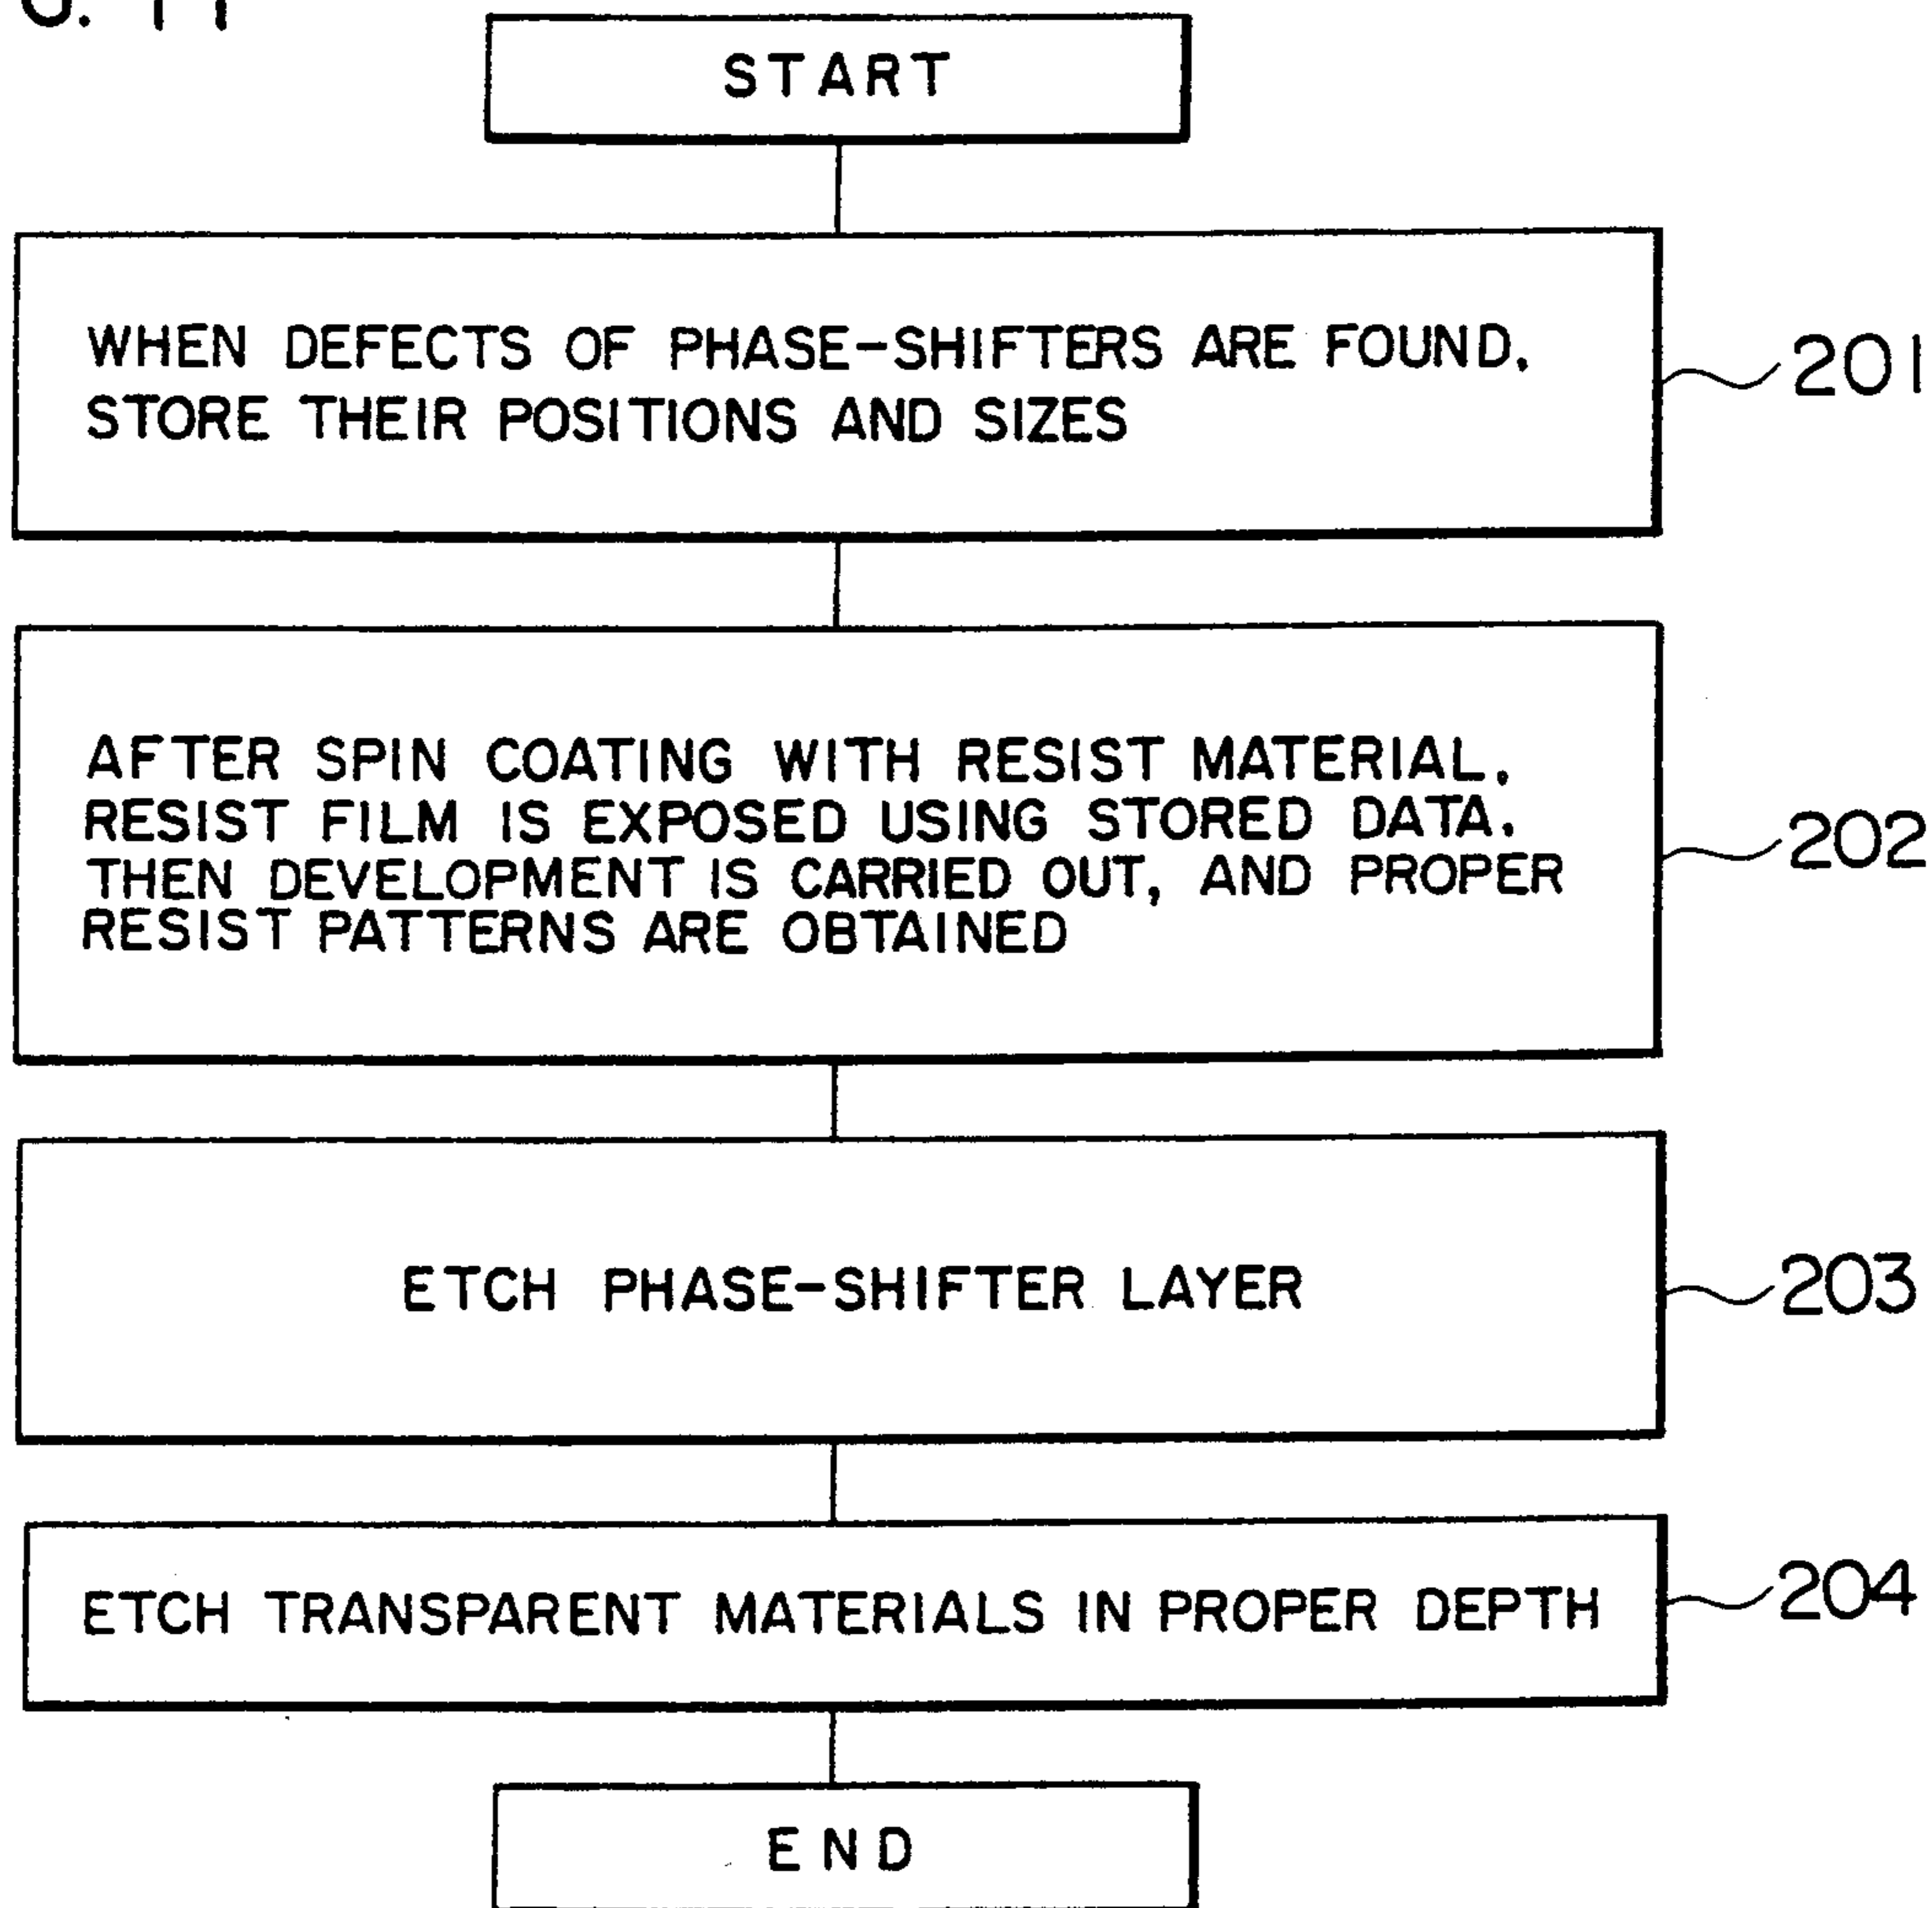 START
WHEN DEFECTS OF PHASE-SHIFTERS ARE FOUND,
STORE THEIR POSITIONS AND SIZES
201
AFTER SPIN COATING WITH RESIST MATERIAL,
RESIST FILM IS EXPOSED USING STORED DATA.
THEN DEVELOPMENT IS CARRIED OUT, AND PROPER
RESIST PATTERNS ARE OBTAINED
202
ETCH PHASE-SHIFTER LAYER
203
ETCH TRANSPARENT MATERIALS IN PROPER DEPTH
204
END